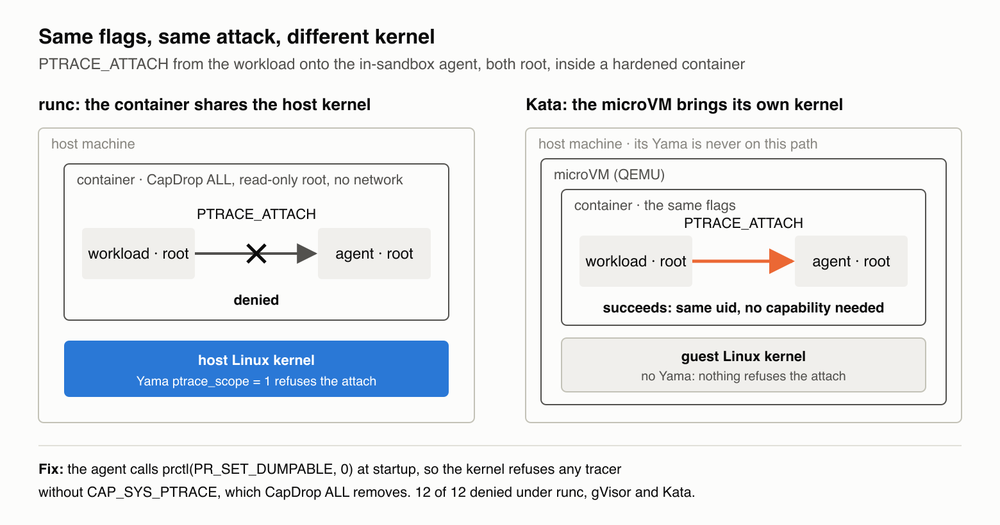 Same flags, same attack, different kernel
PTRACE_ATTACH from the workload onto the in-sandbox agent, both root, inside a hardened container
runc: the container shares the host kernel
host machine
container · CapDrop ALL, read-only root, no network
PTRACE_ATTACH
workload · root
agent · root
denied
host Linux kernel
Yama ptrace_scope = 1 refuses the attach
Kata: the microVM brings its own kernel
host machine · its Yama is never on this path
microVM (QEMU)
container · the same flags
PTRACE_ATTACH
workload · root
agent · root
succeeds: same uid, no capability needed
guest Linux kernel
no Yama: nothing refuses the attach
Fix: the agent calls prctl(PR_SET_DUMPABLE, 0) at startup, so the kernel refuses any tracer
without CAP_SYS_PTRACE, which CapDrop ALL removes. 12 of 12 denied under runc, gVisor and Kata.